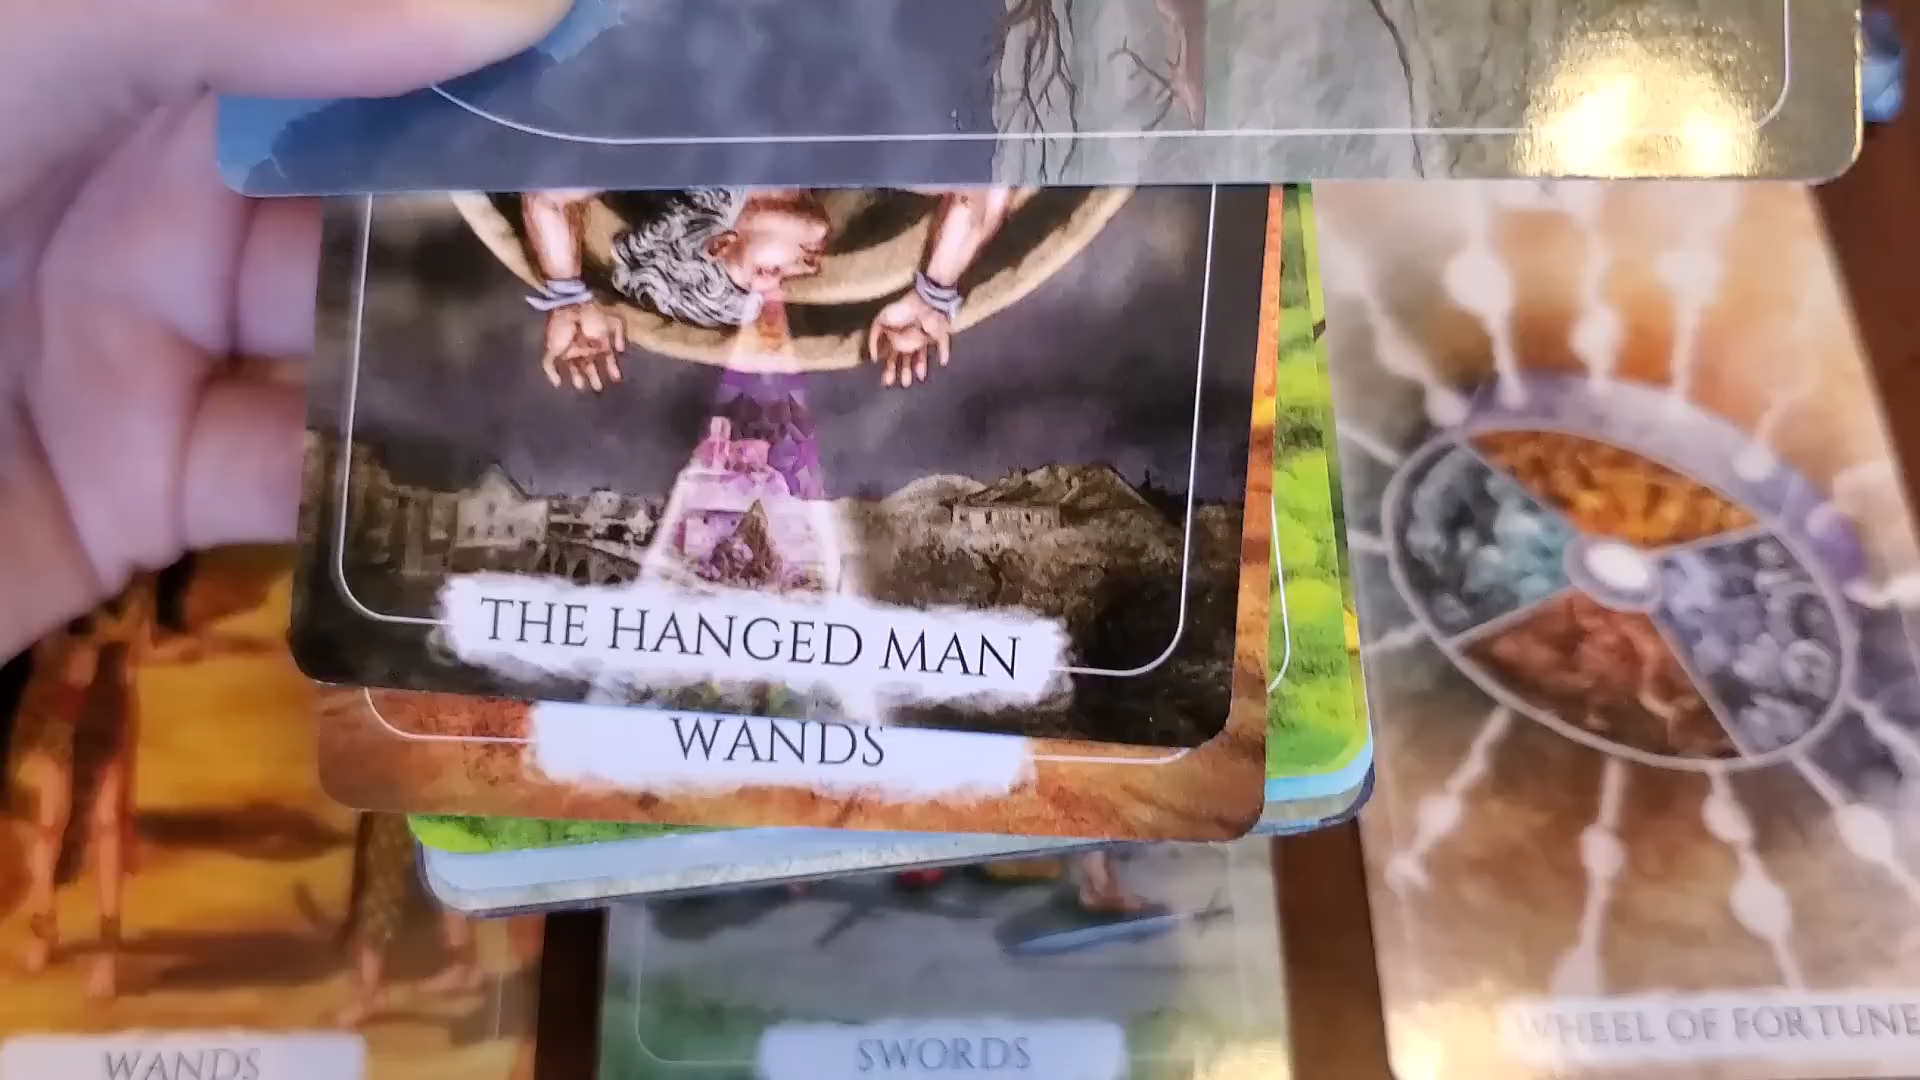 THE HANGED MAN
WANDS
WANDS
SWORDS
WHEEL OF FORTUNE